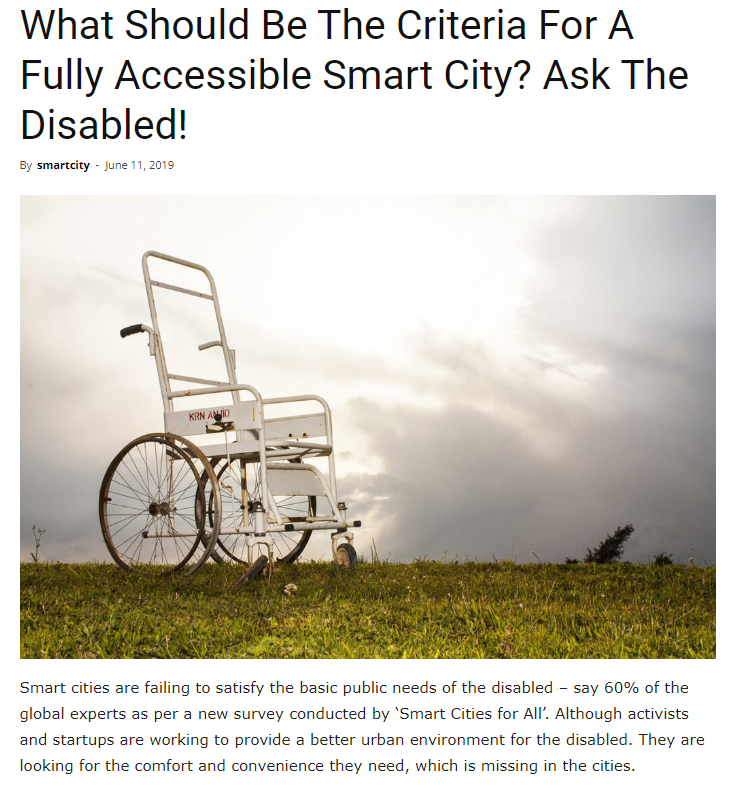 What Should Be The Criteria For A
Fully Accessible Smart City? Ask The
Disabled!
By smartcity - June 11, 2019
KRN
Smart cities are failing to satisfy the basic public needs of the disabled – say 60% of the
global experts as per a new survey conducted by ‘Smart Cities for All’. Although activists
and startups are working to provide a better urban environment for the disabled. They are
looking for the comfort and convenience they need, which is missing in the cities.